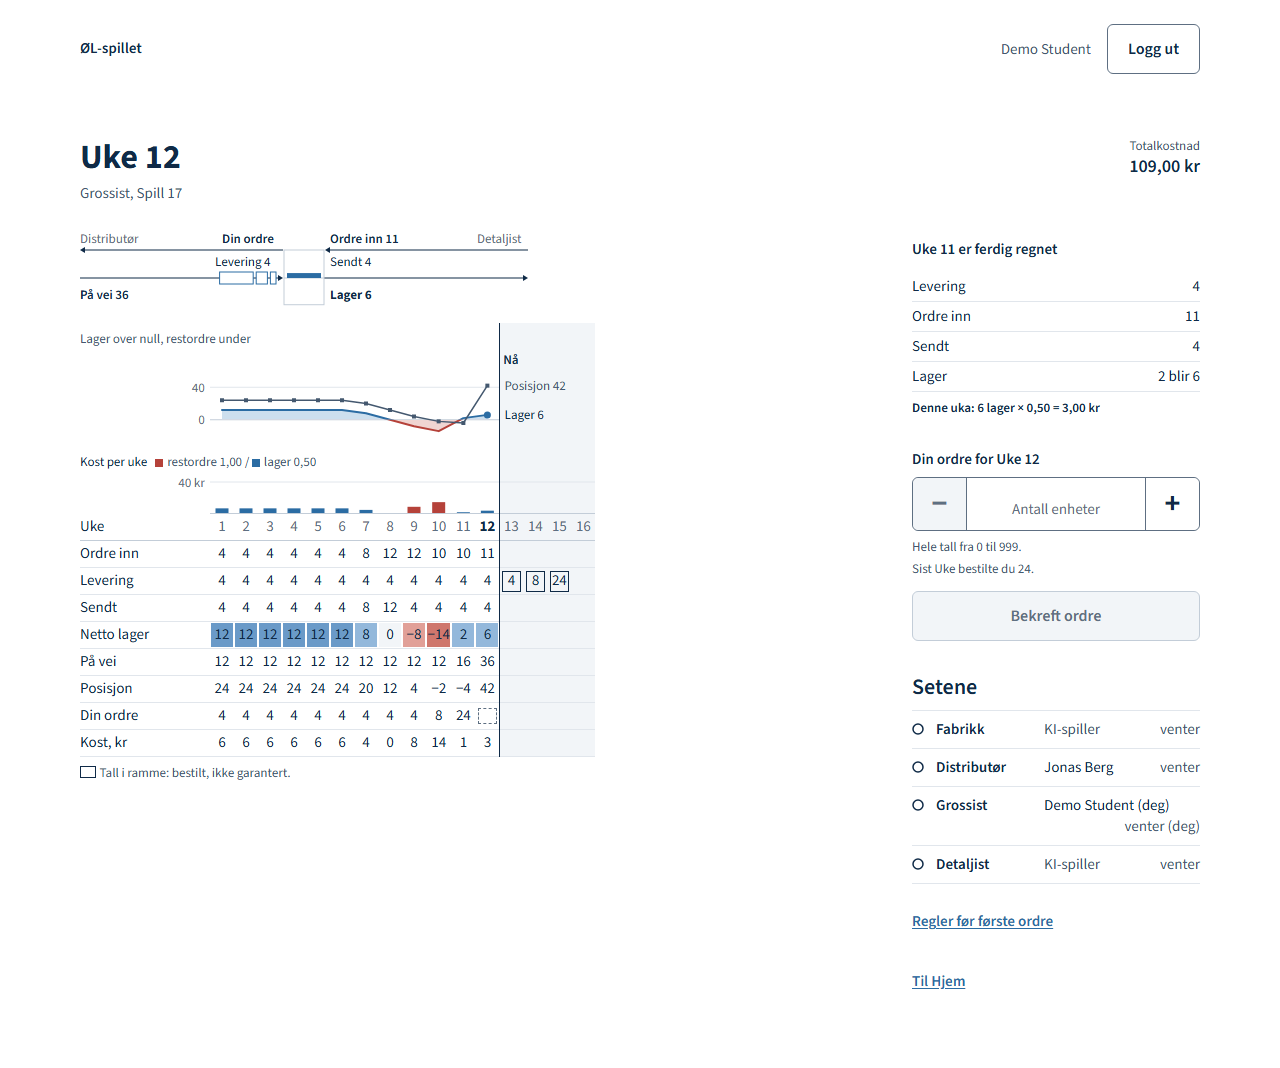 ØL-spillet
Demo Student
Logg ut
Uke 12
Grossist, Spill 17
Totalkostnad
109,00 kr
Distributør
Din ordre
Ordre inn 11
Detaljist
Levering 4
Sendt 4
På vei 36
Lager 6
Lager over null, restordre under
Nå
40
Posisjon 42
0
Lager 6
Kost per uke restordre 1,00 / lager 0,50
40 kr
Uke 1 2 3 4 5 6 7 8 9 10 11 12 13 14 15 16
Ordre inn 4 4 4 4 4 4 8 12 12 10 10 11
Levering 4 4 4 4 4 4 4 4 4 4 4 4 4 8 24
Sendt 4 4 4 4 4 4 8 12 4 4 4 4
Netto lager 12 12 12 12 12 12 8 0 −8 −14 2 6
På vei 12 12 12 12 12 12 12 12 12 12 16 36
Posisjon 24 24 24 24 24 24 20 12 4 −2 −4 42
Din ordre 4 4 4 4 4 4 4 4 4 8 24
Kost, kr 6 6 6 6 6 6 4 0 8 14 1 3
Tall i ramme: bestilt, ikke garantert.
Uke 11 er ferdig regnet
Levering 4
Ordre inn 11
Sendt 4
Lager 2 blir 6
Denne uka: 6 lager × 0,50 = 3,00 kr
Din ordre for Uke 12
− Antall enheter +
Hele tall fra 0 til 999.
Sist Uke bestilte du 24.
Bekreft ordre
Setene
Fabrikk KI-spiller venter
Distributør Jonas Berg venter
Grossist Demo Student (deg)
venter (deg)
Detaljist KI-spiller venter
Regler før første ordre
Til Hjem